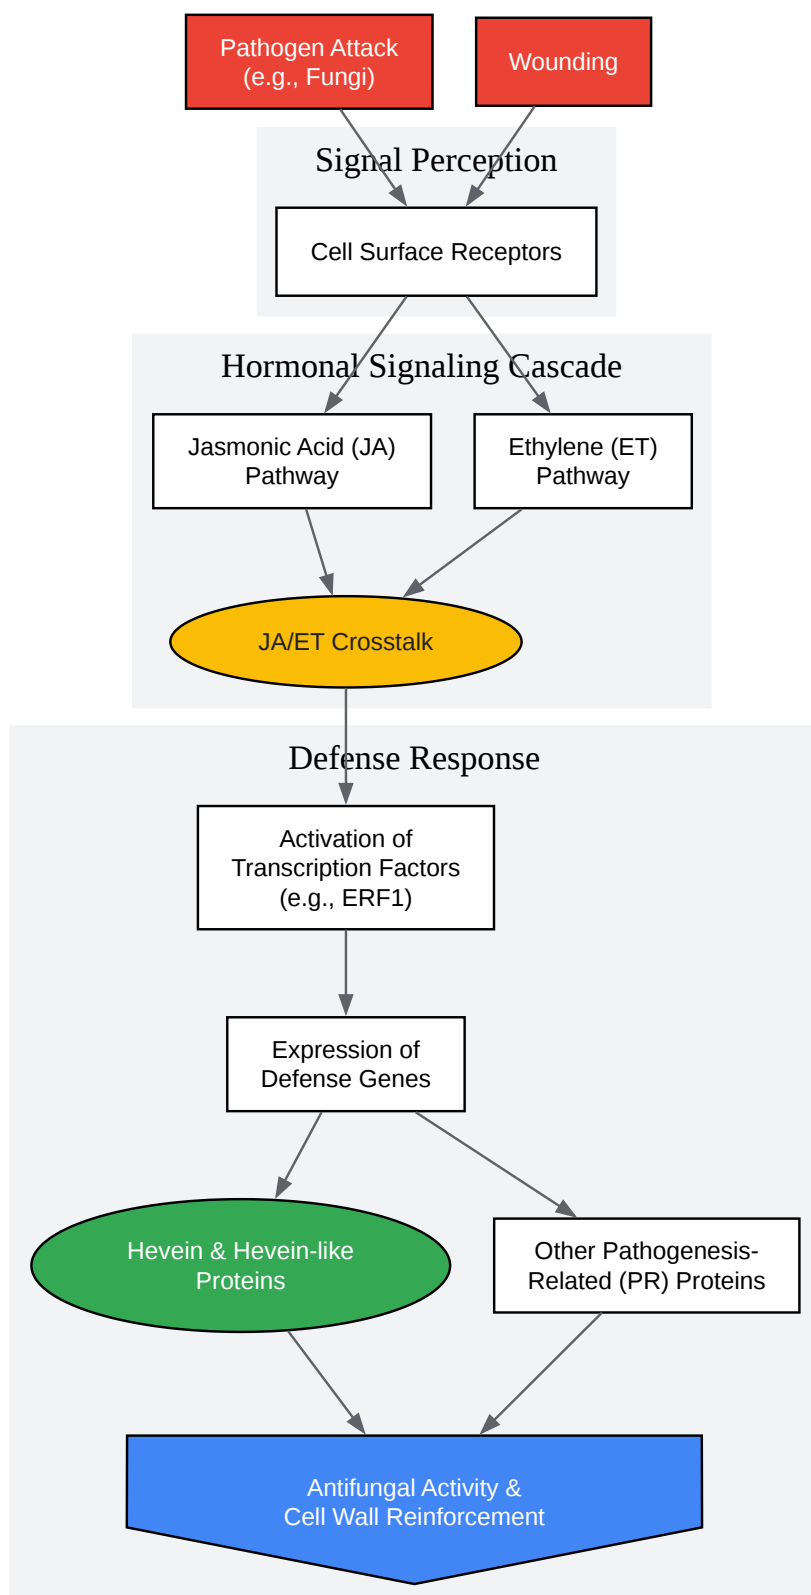 Pathogen Attack
(e.g., Fungi)
Wounding
Signal Perception
Cell Surface Receptors
Hormonal Signaling Cascade
Jasmonic Acid (JA)
Pathway
Ethylene (ET)
Pathway
JA/ET Crosstalk
Defense Response
Activation of
Transcription Factors
(e.g., ERF1)
Expression of
Defense Genes
Hevein & Hevein-like
Proteins
Other Pathogenesis-
Related (PR) Proteins
Antifungal Activity &
Cell Wall Reinforcement